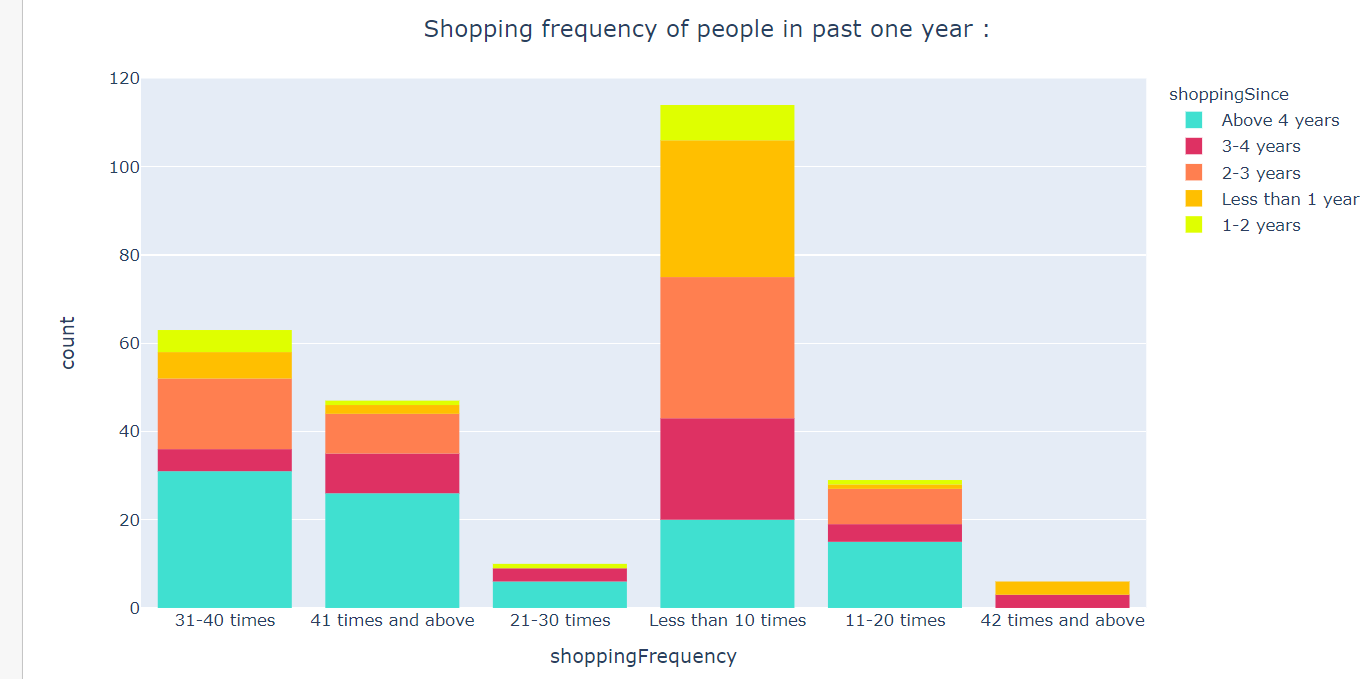 Shopping frequency of people in past one year :
120
100
80
60
40
20
0
count
31-40 times
41 times and above
21-30 times
Less than 10 times
11-20 times
42 times and above
shoppingFrequency
shoppingSince
Above 4 years
3-4 years
2-3 years
Less than 1 year
1-2 years